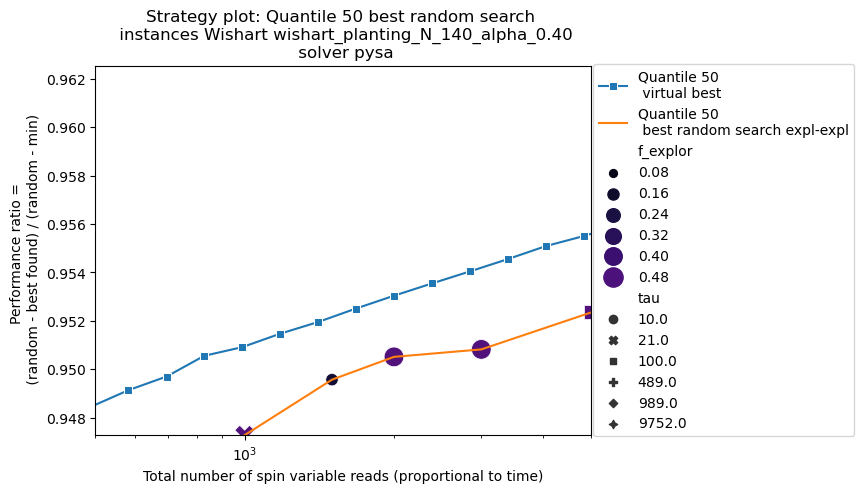 Strategy plot: Quantile 50 best random search
instances Wishart wishart_planting_N_140_alpha_0.40
solver pysa
0.962
0.960
0.958
0.956
0.954
0.952
0.950
0.948
Performance ratio =
(random - best found) / (random - min)
10^3
Total number of spin variable reads (proportional to time)
Quantile 50
virtual best
Quantile 50
best random search expl-expl
f_explor
0.08
0.16
0.24
0.32
0.40
0.48
tau
10.0
21.0
100.0
489.0
989.0
9752.0